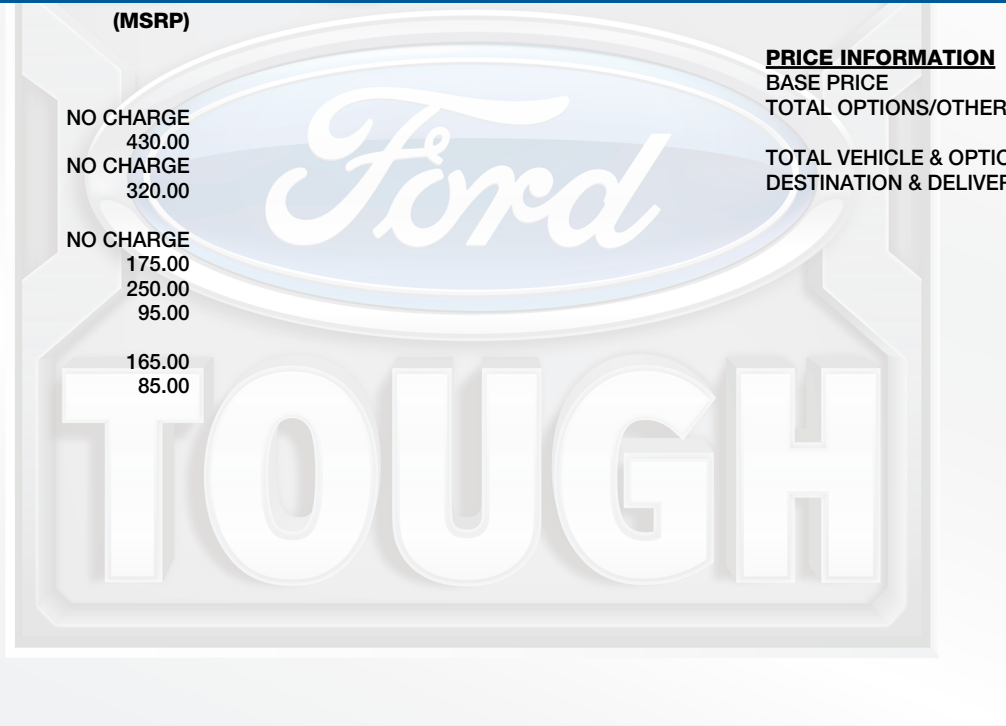 (MSRP)
NO CHARGE
430.00
NO CHARGE
320.00
NO CHARGE
175.00
250.00
95.00
165.00
85.00
PRICE INFORMATION
BASE PRICE
TOTAL OPTIONS/OTHER
TOTAL VEHICLE & OPTIO
DESTINATION & DELIVER
Ford
TOUGH